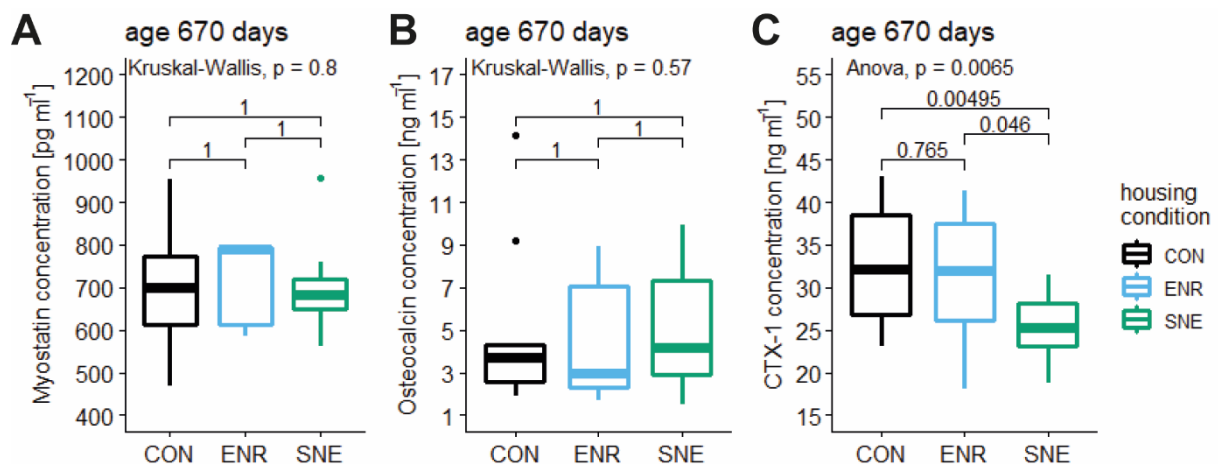 A age 670 days
Kruskal-Wallis, p = 0.8
Myostatin concentration [pg ml⁻¹]
1200
1100
1000
900
800
700
600
500
400
1
1
1
CON ENR SNE
B age 670 days
Kruskal-Wallis, p = 0.57
Osteocalcin concentration [ng ml⁻¹]
17
15
13
11
9
7
5
3
1
1
1
1
CON ENR SNE
C age 670 days
Anova, p = 0.0065
CTX-1 concentration [ng ml⁻¹]
55
50
45
40
35
30
25
20
15
0.00495
0.046
0.765
CON ENR SNE
housing
condition
CON
ENR
SNE